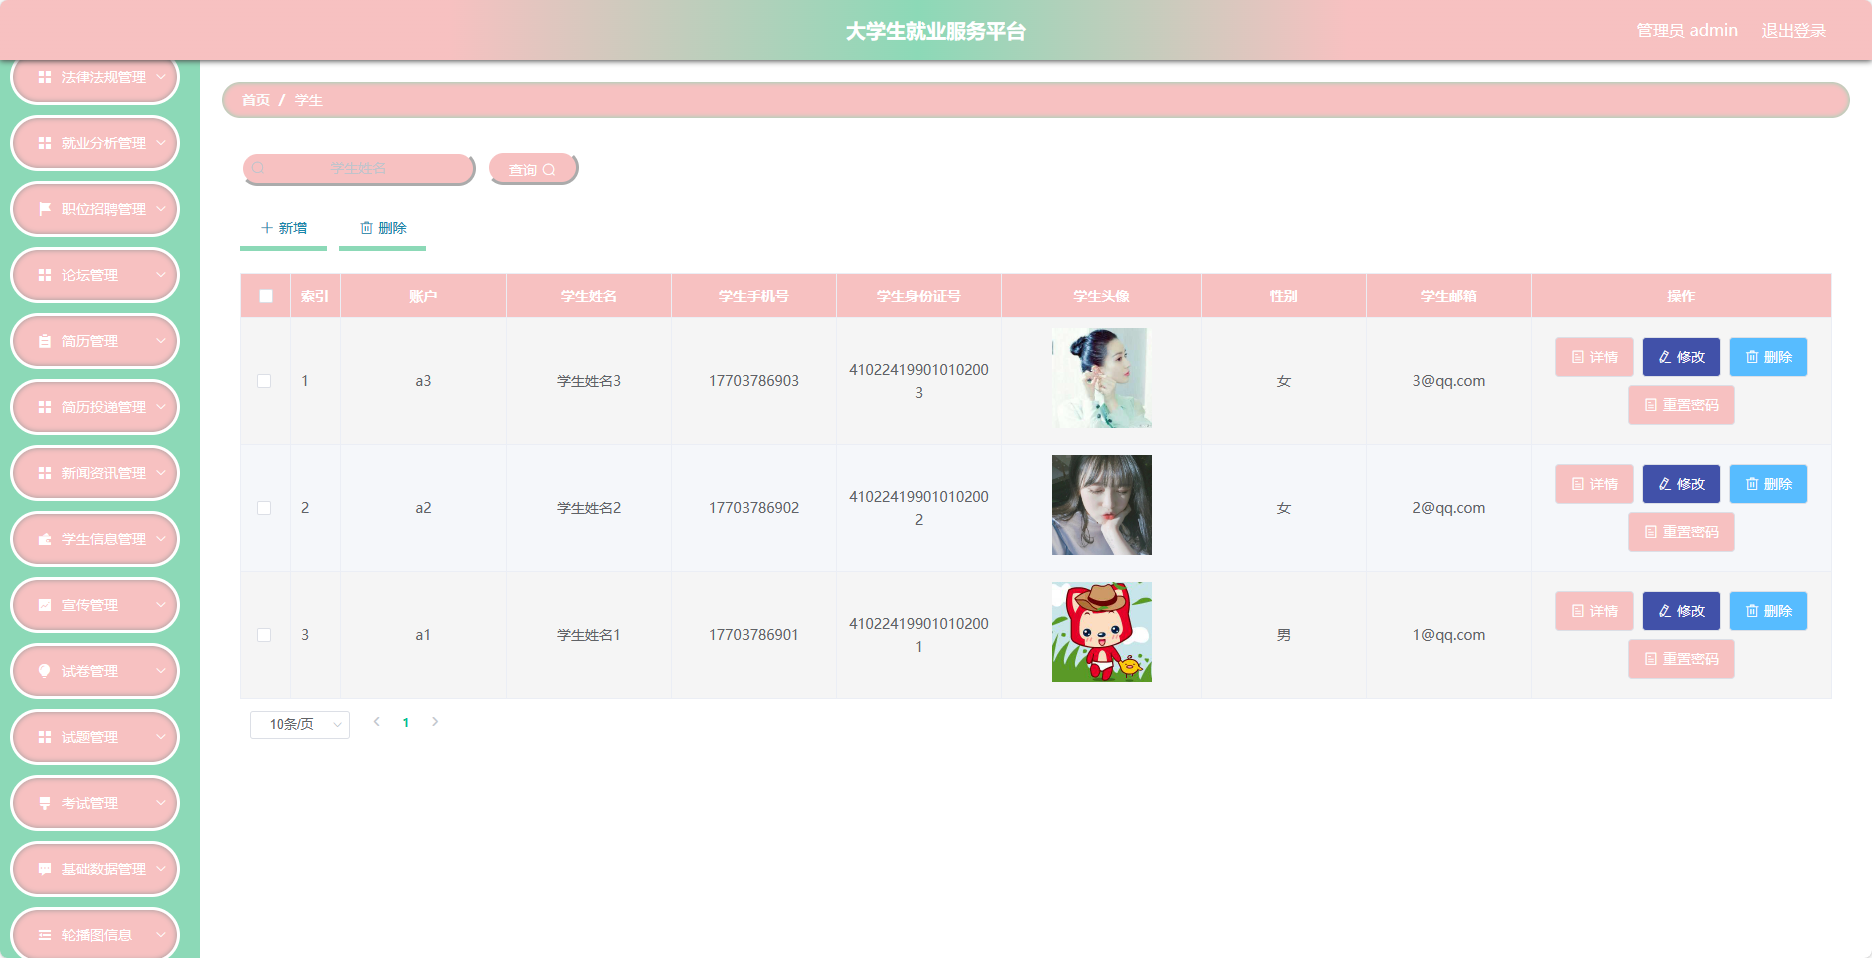 大学生就业服务平台
管理员 admin 退出登录
法律法规管理
就业分析管理
职位招聘管理
论坛管理
简历管理
简历投递管理
新闻资讯管理
学生信息管理
宣传管理
试卷管理
试题管理
考试管理
基础数据管理
轮播图信息
首页 / 学生
学生姓名 查询
新增 删除
索引 账户 学生姓名 学生手机号 学生身份证号 学生头像 性别 学生邮箱 操作
1 a3 学生姓名3 17703786903 41022419901010200
3 女 3@qq.com 详情 修改 删除
重置密码
2 a2 学生姓名2 17703786902 41022419901010200
2 女 2@qq.com 详情 修改 删除
重置密码
3 a1 学生姓名1 17703786901 41022419901010200
1 男 1@qq.com 详情 修改 删除
重置密码
10条/页 1